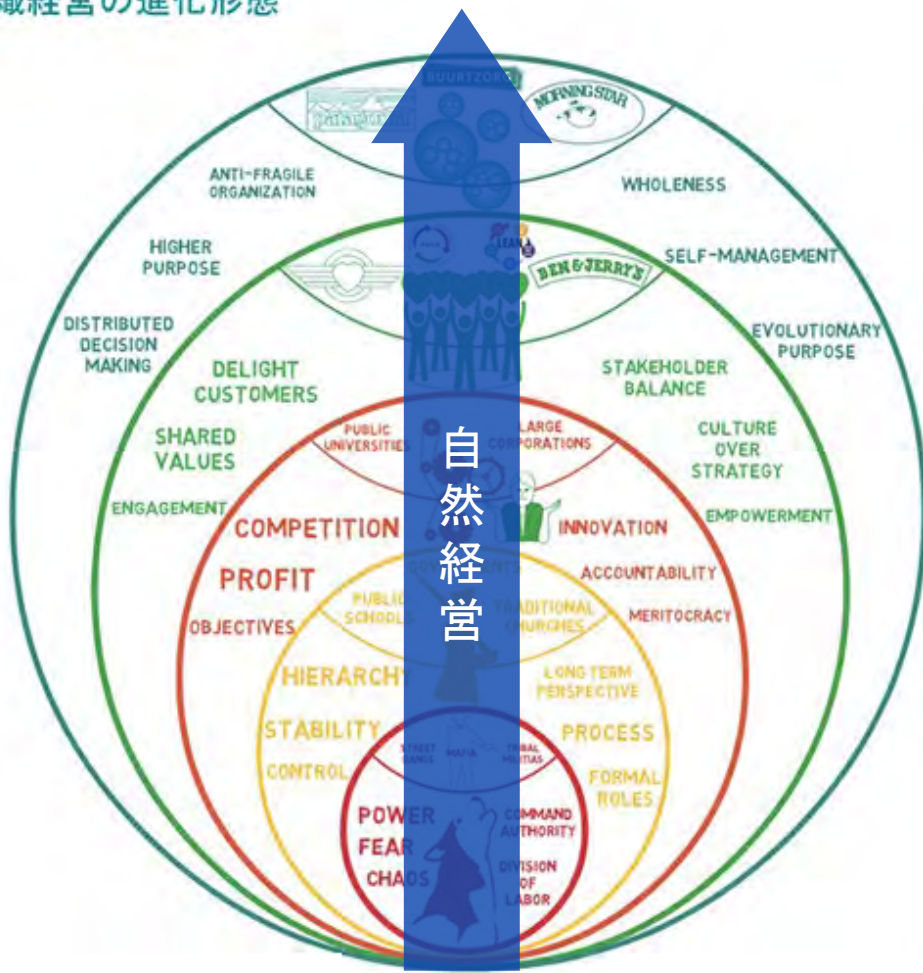 織経営の進化形態
BUURTZORG
patagonia
MORNING STAR
ANTI-FRAGILE
ORGANIZATION
WHOLENESS
HIGHER
PURPOSE
SELF-MANAGEMENT
LEAN
BEN & JERRY'S
DISTRIBUTED
DECISION
MAKING
EVOLUTIONARY
PURPOSE
DELIGHT
CUSTOMERS
STAKEHOLDER
BALANCE
SHARED
VALUES
CULTURE
OVER
STRATEGY
ENGAGEMENT
EMPOWERMENT
PUBLIC
UNIVERSITIES
LARGE
CORPORATIONS
自然経営
COMPETITION
INNOVATION
PROFIT
ACCOUNTABILITY
OBJECTIVES
MERITOCRACY
GOVERNMENTS
PUBLIC
SCHOOLS
TRADITIONAL
CHURCHES
HIERARCHY
LONG TERM
PERSPECTIVE
STABILITY
PROCESS
CONTROL
FORMAL
ROLES
STREET
GANGS
MAFIA
TRIBAL
MILITIAS
POWER
FEAR
CHAOS
COMMAND
AUTHORITY
DIVISION
OF
LABOR